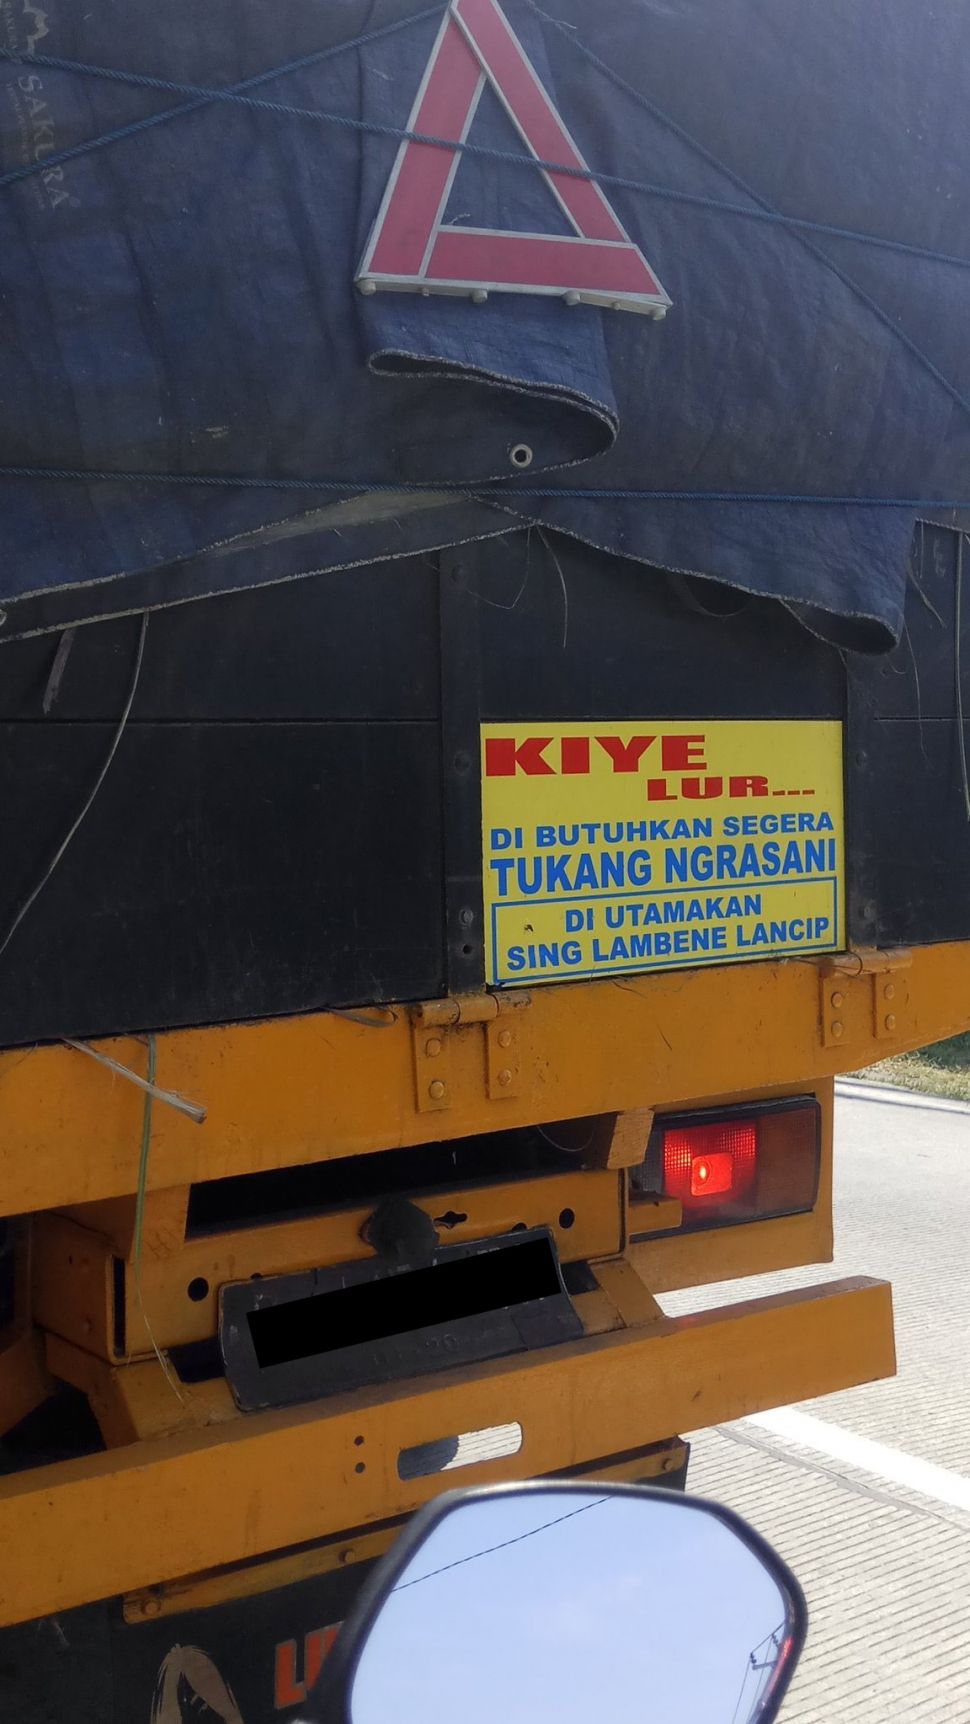 SAKURA
KIYE
LUR...
DI BUTUHKAN SEGERA
TUKANG NGRASANI
DI UTAMAKAN
SING LAMBENE LANCIP